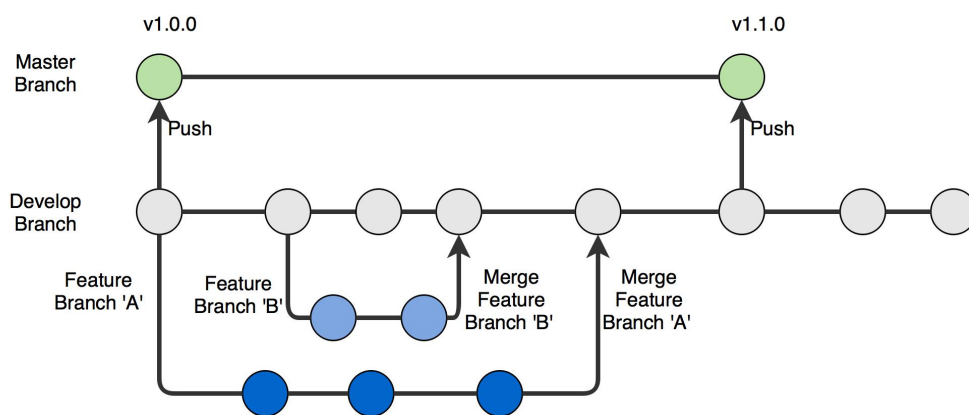 v1.0.0
v1.1.0
Master
Branch
Push
Push
Develop
Branch
Feature
Branch 'A'
Feature
Branch 'B'
Merge
Feature
Branch 'B'
Merge
Feature
Branch 'A'